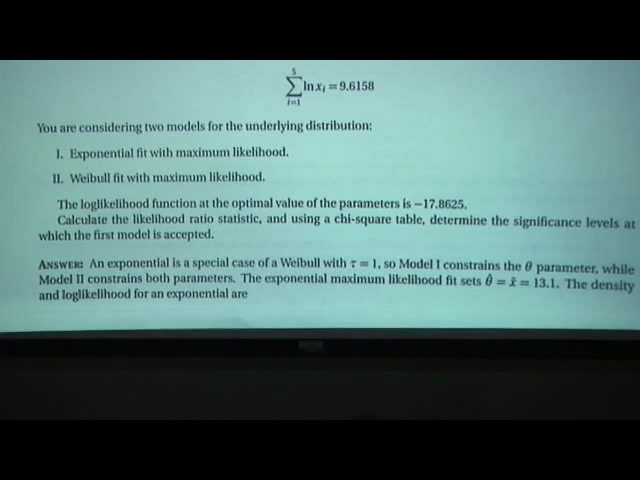 5
∑ ln xᵢ = 9.6158
i=1
You are considering two models for the underlying distribution:
I. Exponential fit with maximum likelihood.
II. Weibull fit with maximum likelihood.
The loglikelihood function at the optimal value of the parameters is −17.8625.
Calculate the likelihood ratio statistic, and using a chi-square table, determine the significance levels at
which the first model is accepted.
ANSWER: An exponential is a special case of a Weibull with τ = 1, so Model I constrains the θ parameter, while
Model II constrains both parameters. The exponential maximum likelihood fit sets θ̂ = x̄ = 13.1. The density
and loglikelihood for an exponential are